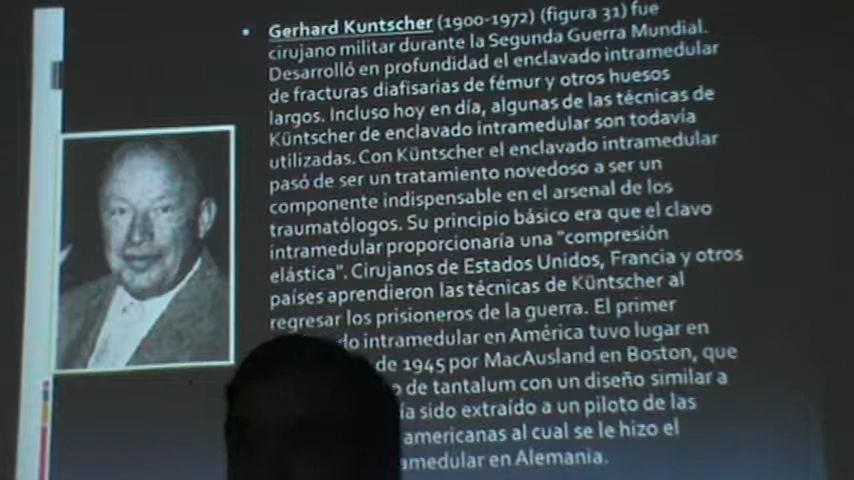 Gerhard Kuntscher (1900-1972) (figura 31) fue
cirujano militar durante la Segunda Guerra Mundial.
Desarrolló en profundidad el enclavado intramedular
de fracturas diafisarias de fémur y otros huesos
largos. Incluso hoy en día, algunas de las técnicas de
Küntscher de enclavado intramedular son todavía
utilizadas. Con Küntscher el enclavado intramedular
pasó de ser un tratamiento novedoso a ser un
componente indispensable en el arsenal de los
traumatólogos. Su principio básico era que el clavo
intramedular proporcionaría una "compresión
elástica". Cirujanos de Estados Unidos, Francia y otros
países aprendieron las técnicas de Küntscher al
regresar los prisioneros de la guerra. El primer
do intramedular en América tuvo lugar en
de 1945 por MacAusland en Boston, que
de tantalum con un diseño similar a
ía sido extraído a un piloto de las
americanas al cual se le hizo el
amedular en Alemania.